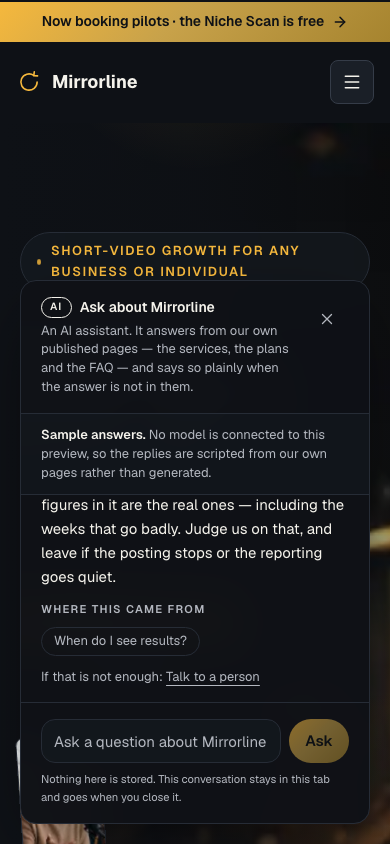 Now booking pilots · the Niche Scan is free →
Mirrorline
SHORT-VIDEO GROWTH FOR ANY
BUSINESS OR INDIVIDUAL
AI Ask about Mirrorline
An AI assistant. It answers from our own
published pages — the services, the plans
and the FAQ — and says so plainly when
the answer is not in them.
Sample answers. No model is connected to this
preview, so the replies are scripted from our own
pages rather than generated.
figures in it are the real ones — including the
weeks that go badly. Judge us on that, and
leave if the posting stops or the reporting
goes quiet.
WHERE THIS CAME FROM
When do I see results?
If that is not enough: Talk to a person
Ask a question about Mirrorline
Ask
Nothing here is stored. This conversation stays in this tab
and goes when you close it.